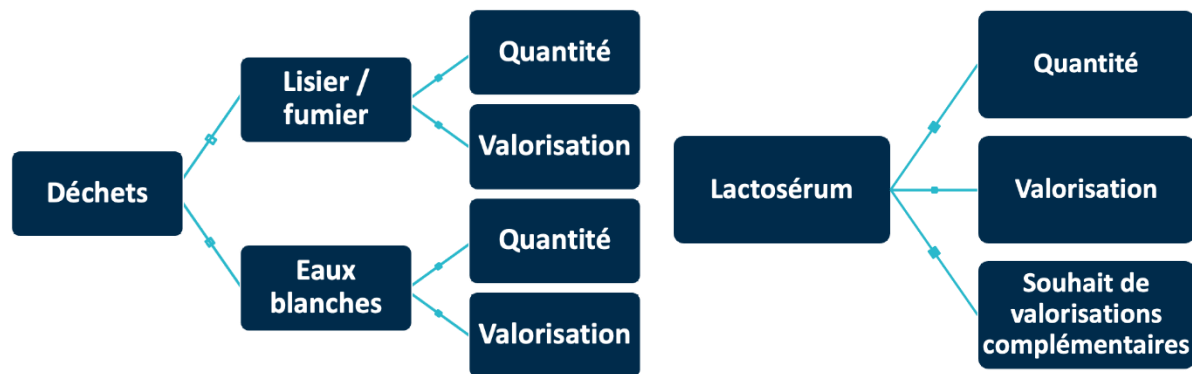 Déchets
Lisier /
fumier
Quantité
Valorisation
Eaux
blanches
Quantité
Valorisation
Lactosérum
Quantité
Valorisation
Souhait de
valorisations
complémentaires